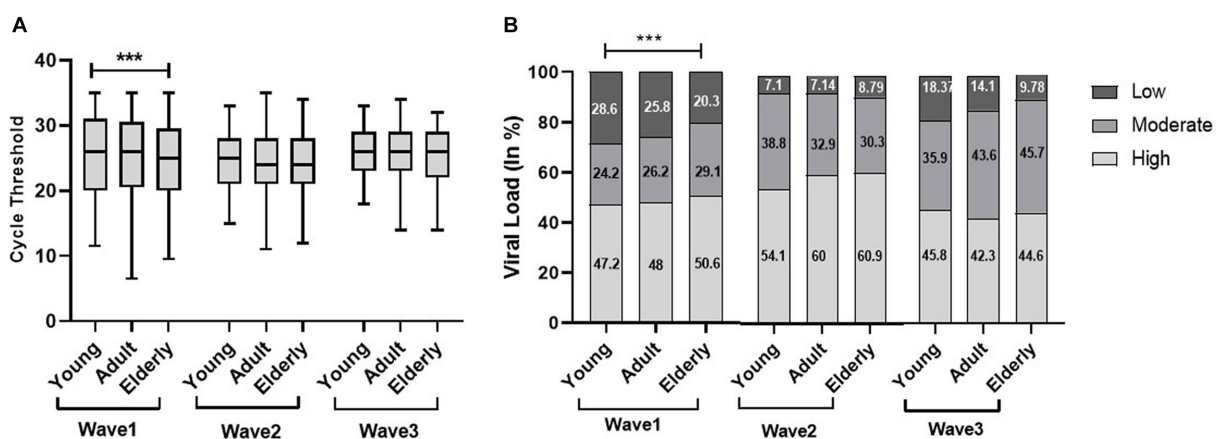 A
Cycle Threshold
40
30
20
10
0
***
Young
Adult
Elderly
Young
Adult
Elderly
Young
Adult
Elderly
Wave1
Wave2
Wave3
B
Viral Load (In %)
100
80
60
40
20
0
***
28.6
25.8
20.3
7.1
7.14
8.79
18.37
14.1
9.78
24.2
26.2
29.1
38.8
32.9
30.3
35.9
43.6
45.7
47.2
48
50.6
54.1
60
60.9
45.8
42.3
44.6
Young
Adult
Elderly
Young
Adult
Elderly
Young
Adult
Elderly
Wave1
Wave2
Wave3
Low
Moderate
High